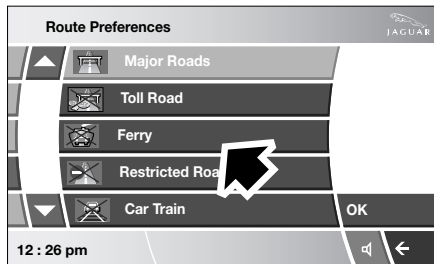 Route Preferences
JAGUAR
Major Roads
Toll Road
Ferry
Restricted Roa
Car Train
OK
12 : 26 pm